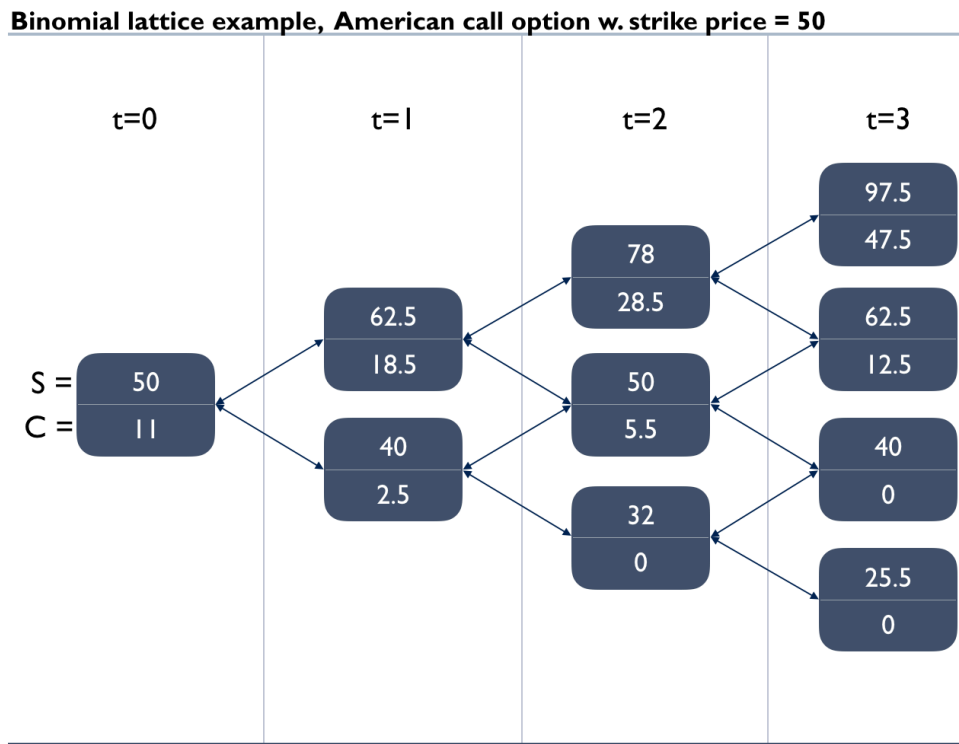 Binomial lattice example, American call option w. strike price = 50
t=0
t=1
t=2
t=3
S =
C =
50
11
62.5
18.5
40
2.5
78
28.5
50
5.5
32
0
97.5
47.5
62.5
12.5
40
0
25.5
0